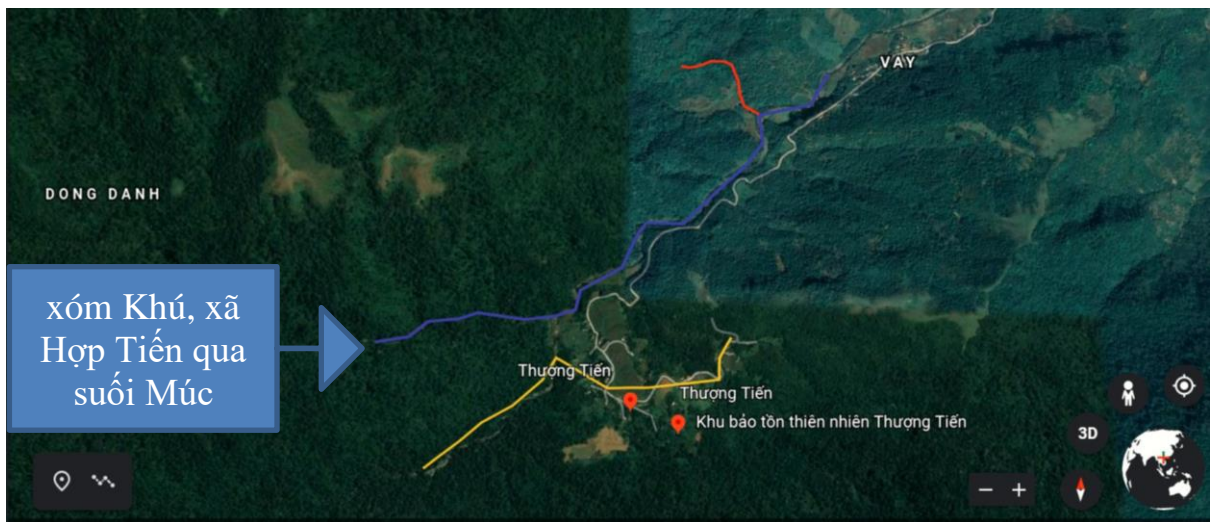 VAY
DONG DANH
xóm Khú, xã
Hợp Tiến qua
suối Múc
Thượng Tiến
Thượng Tiến
Khu bảo tồn thiên nhiên Thượng Tiến
3D